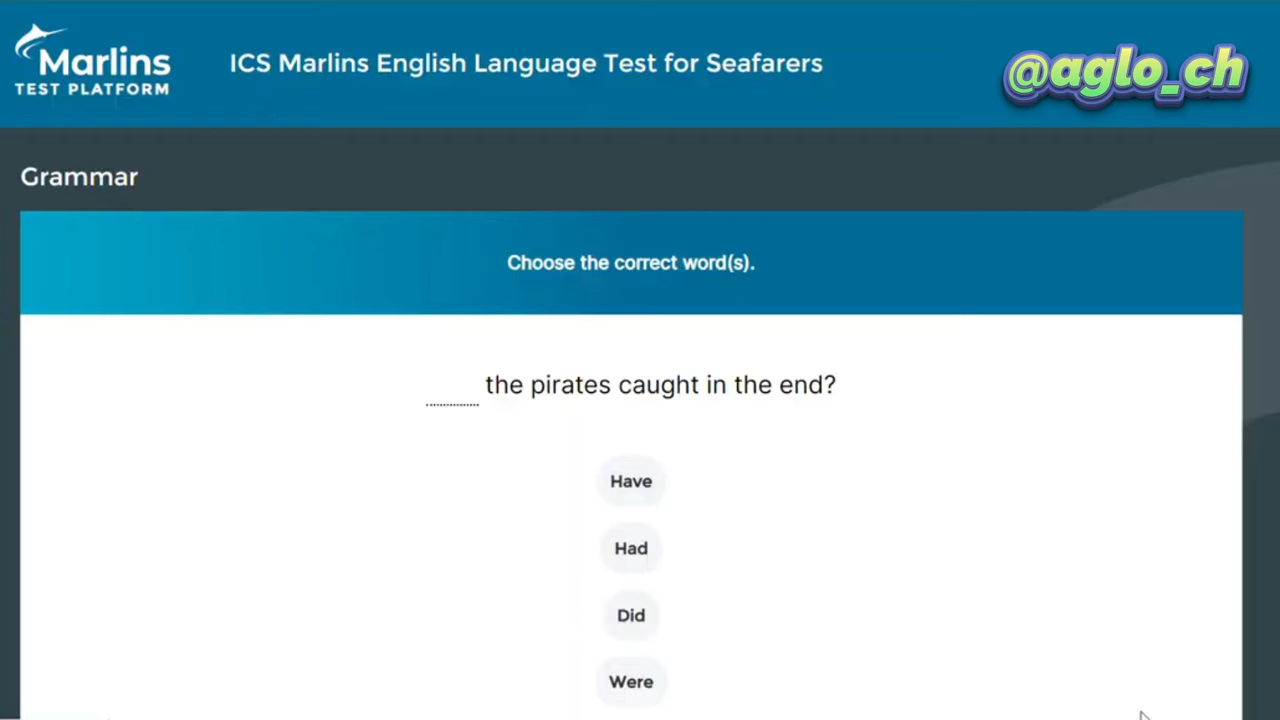 Marlins
TEST PLATFORM
ICS Marlins English Language Test for Seafarers
@aglo_ch
Grammar
Choose the correct word(s).
the pirates caught in the end?
Have
Had
Did
Were